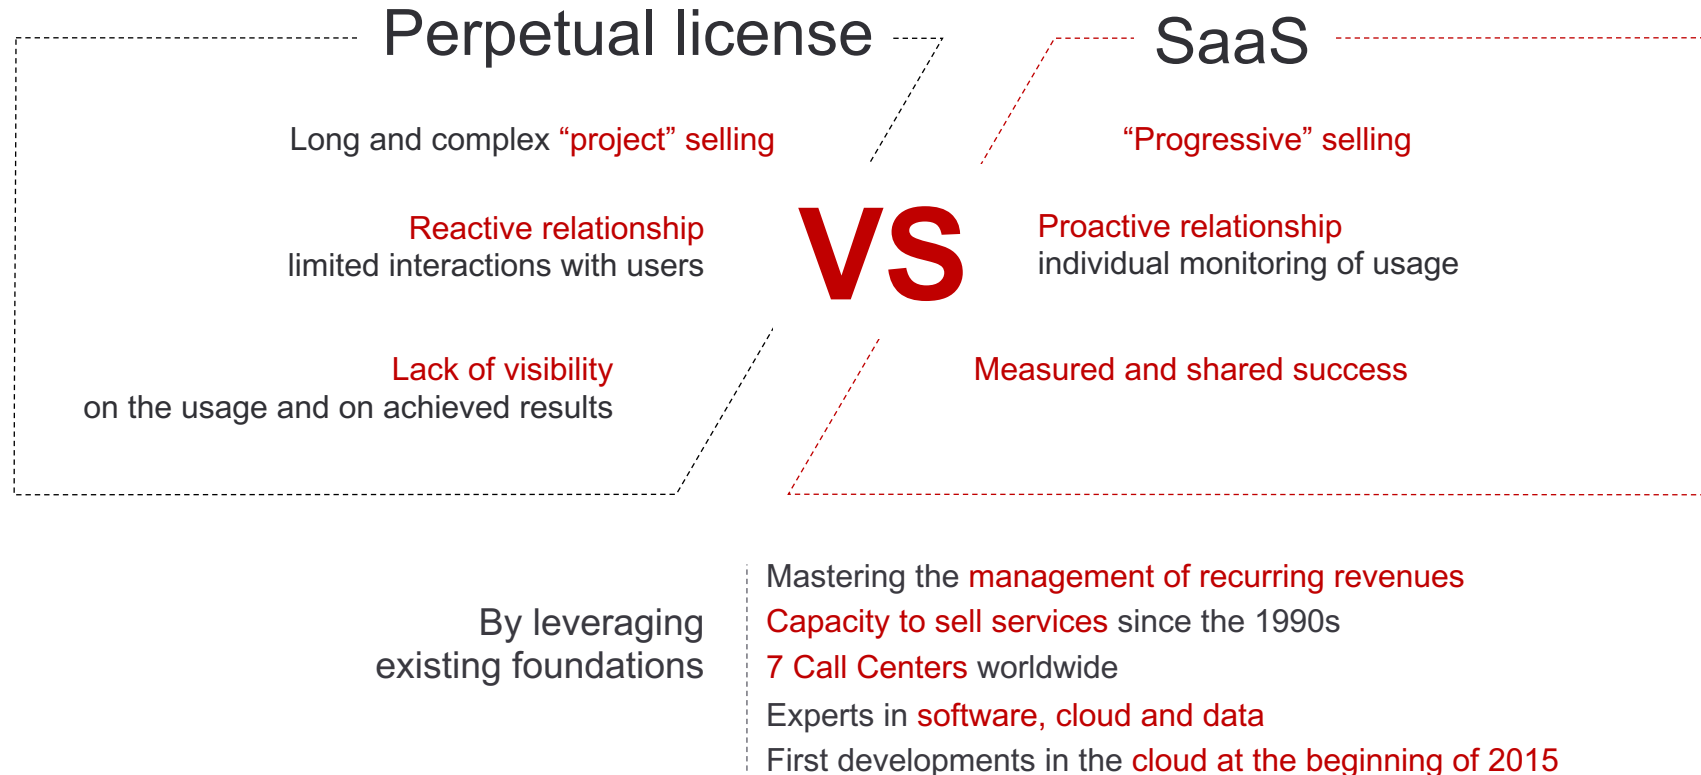 Perpetual license
Long and complex “project” selling
Reactive relationship
limited interactions with users
Lack of visibility
on the usage and on achieved results
VS
SaaS
“Progressive” selling
Proactive relationship
individual monitoring of usage
Measured and shared success
By leveraging
existing foundations
Mastering the management of recurring revenues
Capacity to sell services since the 1990s
7 Call Centers worldwide
Experts in software, cloud and data
First developments in the cloud at the beginning of 2015